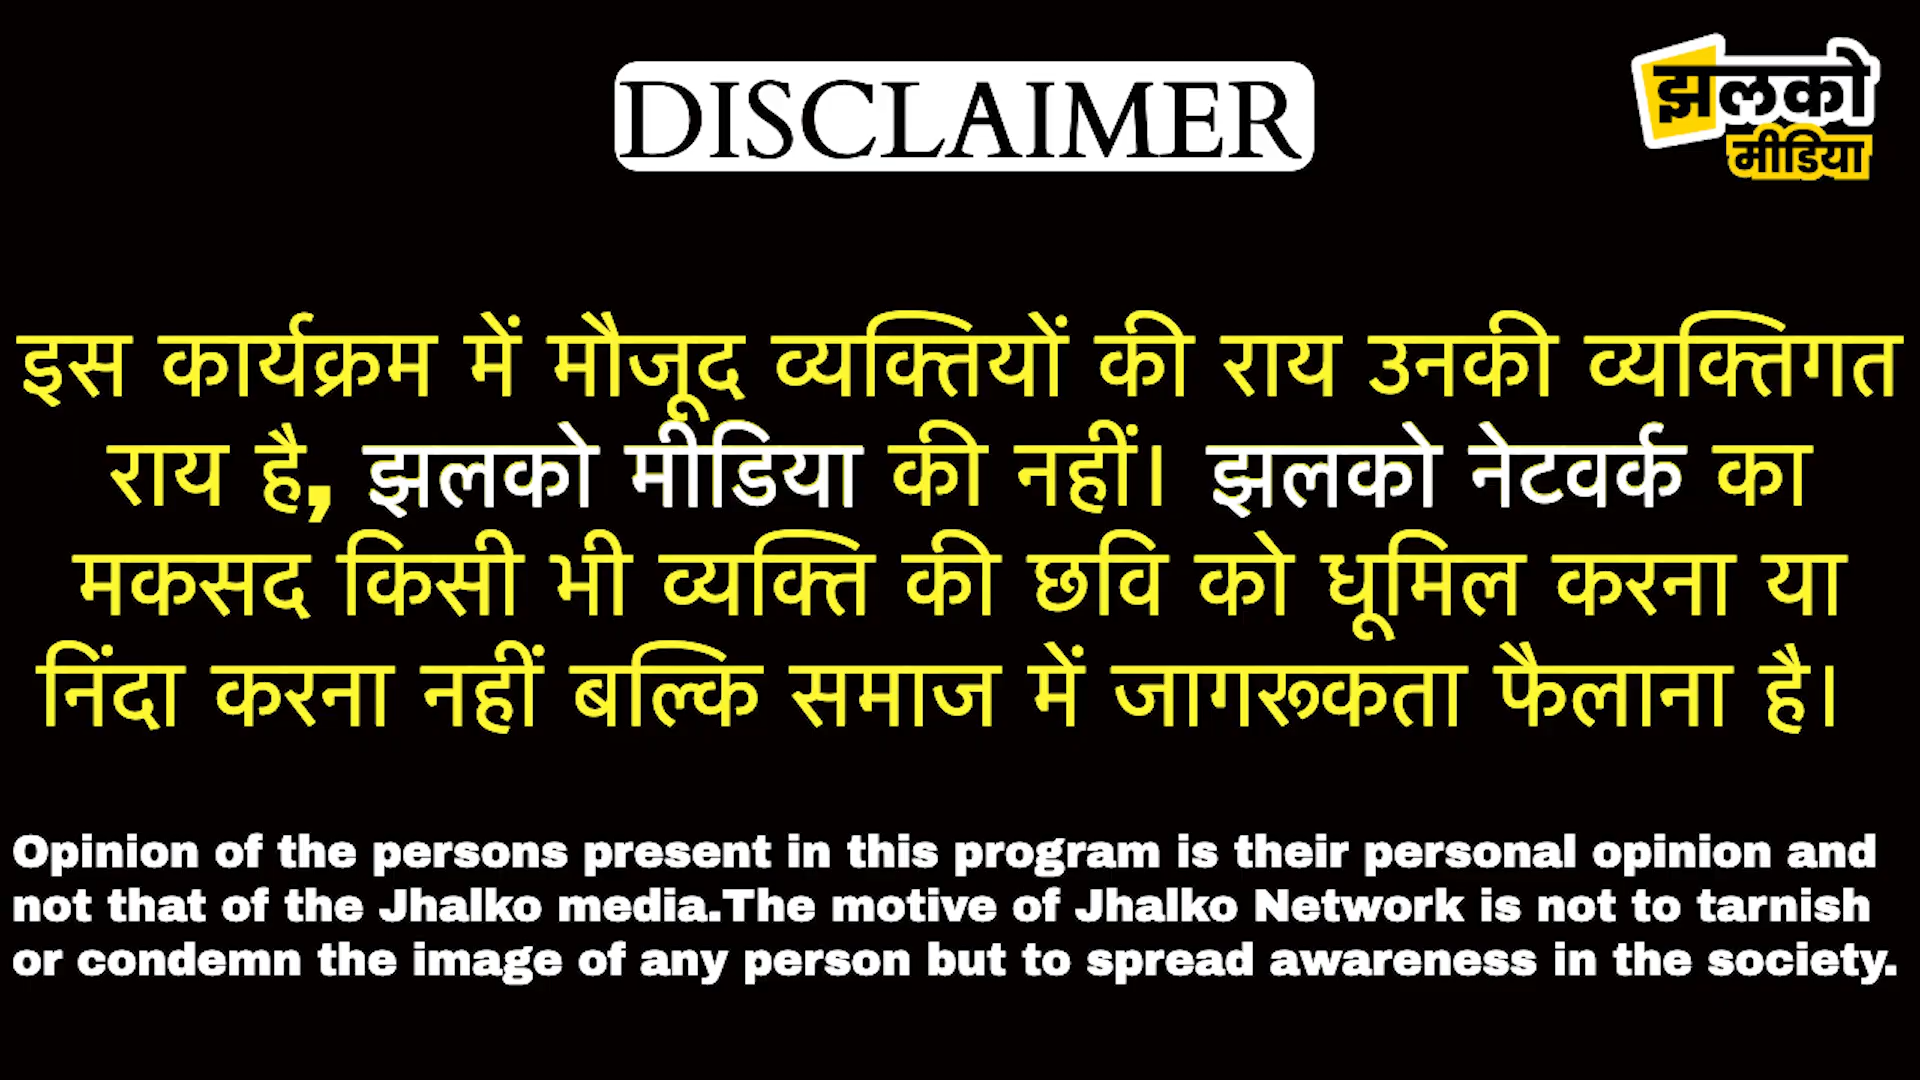 DISCLAIMER
झलको
मीडिया
इस कार्यक्रम में मौजूद व्यक्तियों की राय उनकी व्यक्तिगत
राय है, झलको मीडिया की नहीं। झलको नेटवर्क का
मकसद किसी भी व्यक्ति की छवि को धूमिल करना या
निंदा करना नहीं बल्कि समाज में जागरूकता फैलाना है।
Opinion of the persons present in this program is their personal opinion and
not that of the Jhalko media.The motive of Jhalko Network is not to tarnish
or condemn the image of any person but to spread awareness in the society.